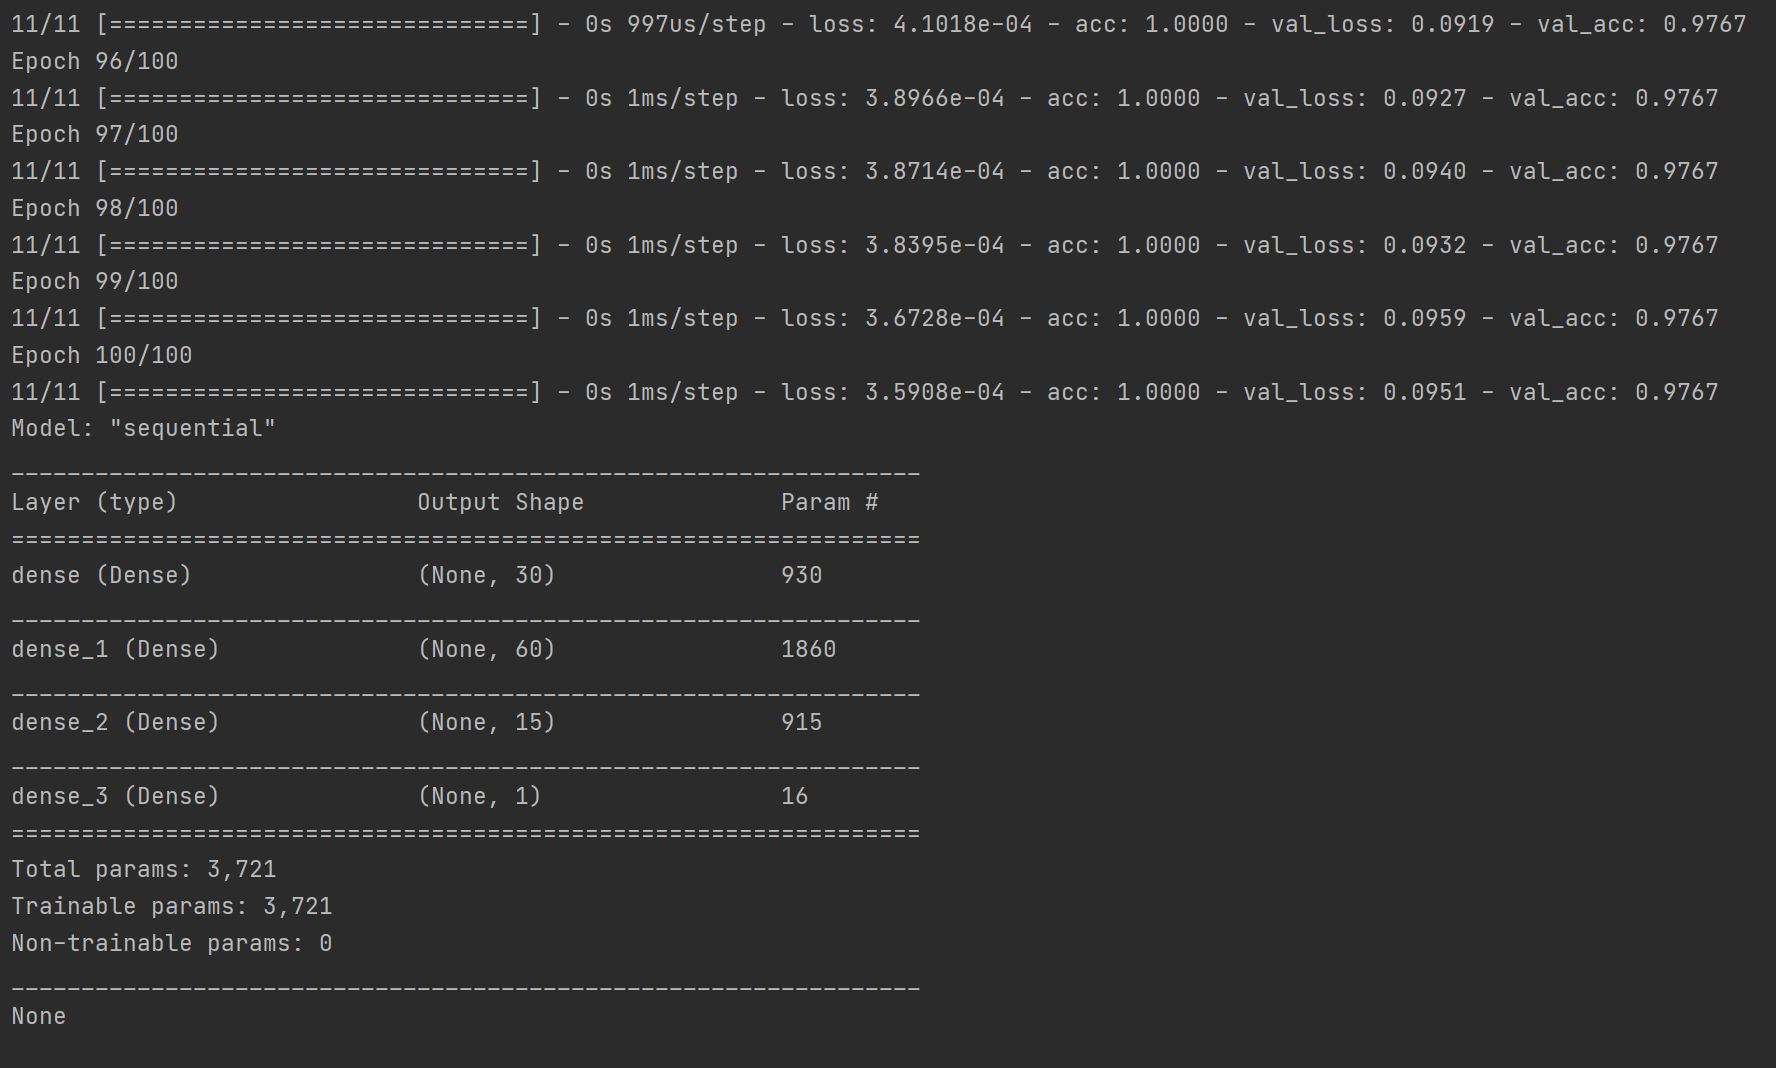 11/11 [==============================] - 0s 997us/step - loss: 4.1018e-04 - acc: 1.0000 - val_loss: 0.0919 - val_acc: 0.9767
Epoch 96/100
11/11 [==============================] - 0s 1ms/step - loss: 3.8966e-04 - acc: 1.0000 - val_loss: 0.0927 - val_acc: 0.9767
Epoch 97/100
11/11 [==============================] - 0s 1ms/step - loss: 3.8714e-04 - acc: 1.0000 - val_loss: 0.0940 - val_acc: 0.9767
Epoch 98/100
11/11 [==============================] - 0s 1ms/step - loss: 3.8395e-04 - acc: 1.0000 - val_loss: 0.0932 - val_acc: 0.9767
Epoch 99/100
11/11 [==============================] - 0s 1ms/step - loss: 3.6728e-04 - acc: 1.0000 - val_loss: 0.0959 - val_acc: 0.9767
Epoch 100/100
11/11 [==============================] - 0s 1ms/step - loss: 3.5908e-04 - acc: 1.0000 - val_loss: 0.0951 - val_acc: 0.9767
Model: "sequential"
_________________________________________________________________
Layer (type)                 Output Shape              Param #
=================================================================
dense (Dense)                (None, 30)                930
_________________________________________________________________
dense_1 (Dense)              (None, 60)                1860
_________________________________________________________________
dense_2 (Dense)              (None, 15)                915
_________________________________________________________________
dense_3 (Dense)              (None, 1)                 16
=================================================================
Total params: 3,721
Trainable params: 3,721
Non-trainable params: 0
_________________________________________________________________
None